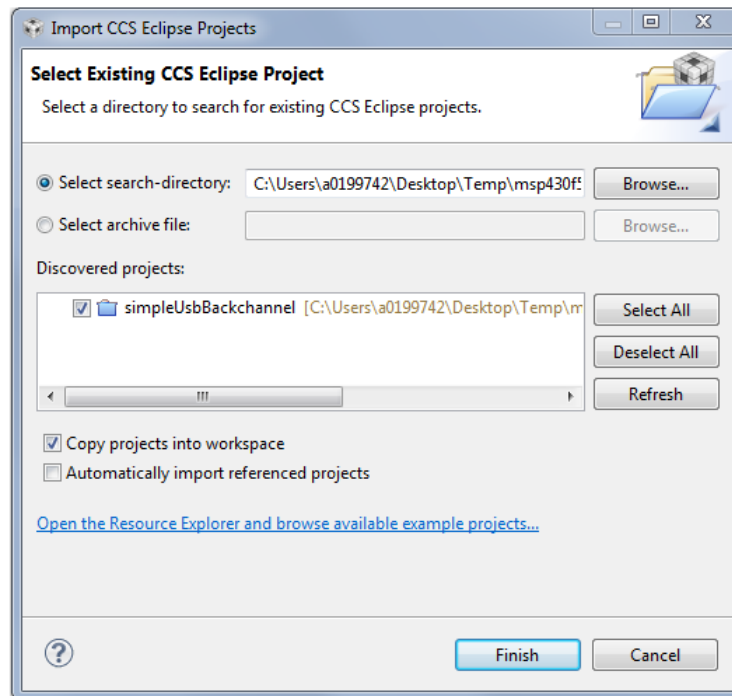 Import CCS Eclipse Projects
Select Existing CCS Eclipse Project
Select a directory to search for existing CCS Eclipse projects.
Select search-directory: C:\Users\a0199742\Desktop\Temp\msp430f5 Browse...
Select archive file: Browse...
Discovered projects:
simpleUsbBackchannel [C:\Users\a0199742\Desktop\Temp\m Select All
Deselect All
Refresh
Copy projects into workspace
Automatically import referenced projects
Open the Resource Explorer and browse available example projects...
? Finish Cancel